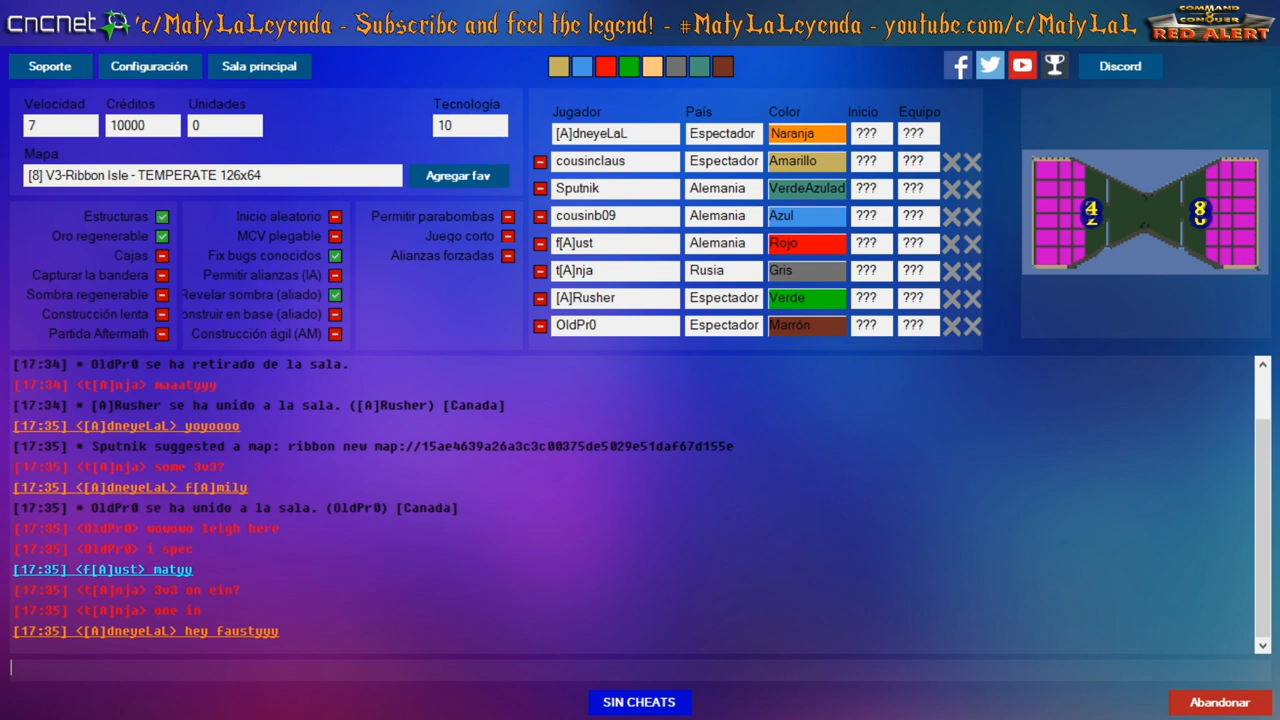 cncnet
'c/MatyLaLeyenda - Subscribe and feel the legend! - #MatyLaLeyenda - youtube.com/c/MatyLaL
COMMAND & CONQUER
RED ALERT
Soporte
Configuración
Sala principal
Discord
Velocidad
Créditos
Unidades
Tecnología
7
10000
0
10
Mapa
[8] V3-Ribbon Isle - TEMPERATE 126x64
Agregar fav
Estructuras
Oro regenerable
Cajas
Capturar la bandera
Sombra regenerable
Construcción lenta
Partida Aftermath
Inicio aleatorio
MCV plegable
Fix bugs conocidos
Permitir alianzas (IA)
Revelar sombra (aliado)
onstruir en base (aliado)
Construcción ágil (AM)
Permitir parabombas
Juego corto
Alianzas forzadas
Jugador País Color Inicio Equipo
[A]dneyeLaL Espectador Naranja ??? ???
cousinclaus Espectador Amarillo ??? ???
Sputnik Alemania VerdeAzulad ??? ???
cousinb09 Alemania Azul ??? ???
f[A]ust Alemania Rojo ??? ???
t[A]nja Rusia Gris ??? ???
[A]Rusher Espectador Verde ??? ???
OldPr0 Espectador Marrón ??? ???
[17:34] * OldPr0 se ha retirado de la sala.
[17:34] <t[A]nja> maaatyyy
[17:34] * [A]Rusher se ha unido a la sala. ([A]Rusher) [Canada]
[17:35] <[A]dneyeLaL> yoyoooo
[17:35] * Sputnik suggested a map: ribbon new map://15ae4639a26a3c3c00375de5029e51daf67d155e
[17:35] <t[A]nja> some 3v3?
[17:35] <[A]dneyeLaL> f[A]mily
[17:35] * OldPr0 se ha unido a la sala. (OldPr0) [Canada]
[17:35] <OldPr0> wowowo leigh here
[17:35] <OldPr0> i spec
[17:35] <f[A]ust> matyy
[17:35] <t[A]nja> 3v3 on ein?
[17:35] <t[A]nja> one in
[17:35] <[A]dneyeLaL> hey faustyyy
SIN CHEATS
Abandonar